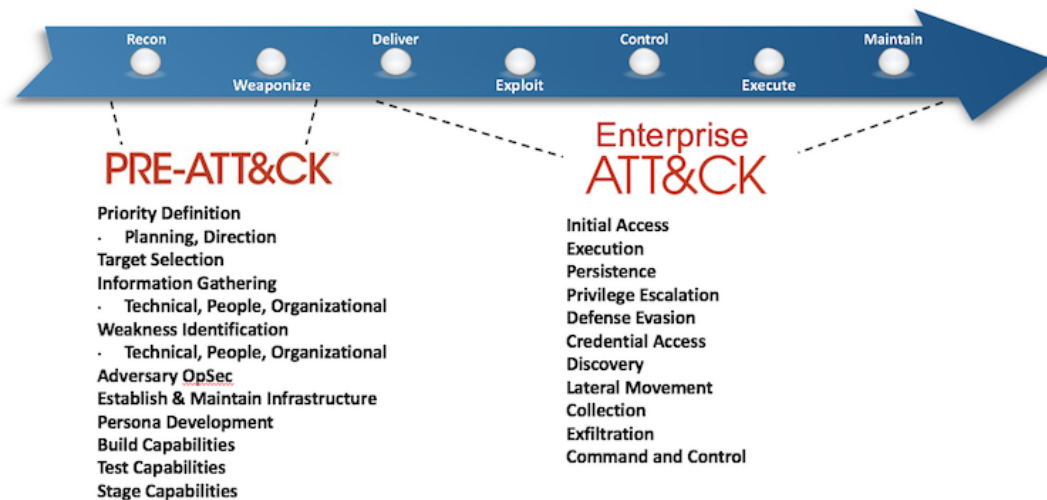 Recon
Deliver
Control
Maintain
Weaponize
Exploit
Execute
PRE-ATT&CK™
Priority Definition
· Planning, Direction
Target Selection
Information Gathering
· Technical, People, Organizational
Weakness Identification
· Technical, People, Organizational
Adversary OpSec
Establish & Maintain Infrastructure
Persona Development
Build Capabilities
Test Capabilities
Stage Capabilities
Enterprise
ATT&CK
Initial Access
Execution
Persistence
Privilege Escalation
Defense Evasion
Credential Access
Discovery
Lateral Movement
Collection
Exfiltration
Command and Control